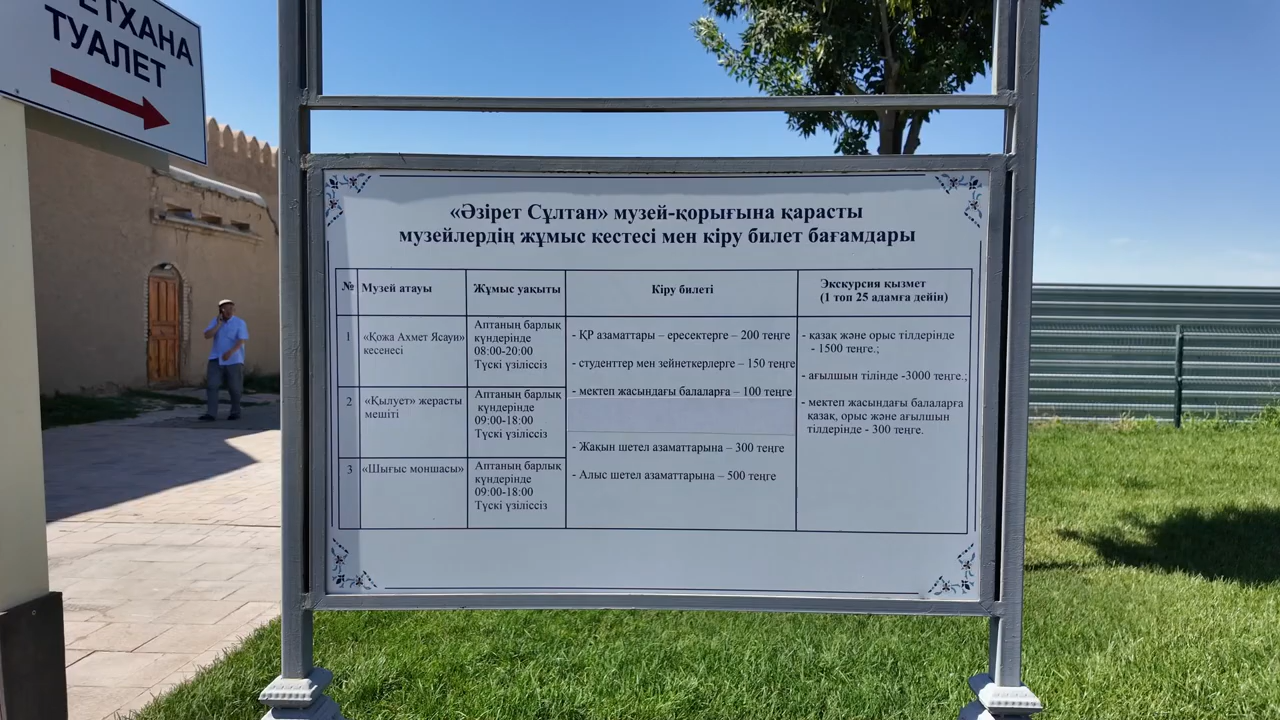 ТУАЛЕТ
«Әзірет Сұлтан» музей-қорығына қарасты
музейлердің жұмыс кестесі мен кіру билет бағамдары
№
Музей атауы
Жұмыс уақыты
Кіру билеті
Экскурсия қызмет
(1 топ 25 адамға дейін)
1
«Қожа Ахмет Ясауи»
кесенесі
Аптаның барлық
күндерінде
08:00-20:00
Түскі үзіліссіз
2
«Қылует» жерасты
мешіті
Аптаның барлық
күндерінде
09:00-18:00
Түскі үзіліссіз
3
«Шығыс моншасы»
Аптаның барлық
күндерінде
09:00-18:00
Түскі үзіліссіз
- ҚР азаматтары – ересектерге – 200 теңге
- студенттер мен зейнеткерлерге – 150 теңге
- мектеп жасындағы балаларға – 100 теңге
- Жақын шетел азаматтарына – 300 теңге
- Алыс шетел азаматтарына – 500 теңге
- казак және орыс тілдерінде
- 1500 теңге.;
- ағылшын тілінде -3000 теңге.;
- мектеп жасындағы балаларға
қазақ, орыс және ағылшын
тілдерінде - 300 теңге.